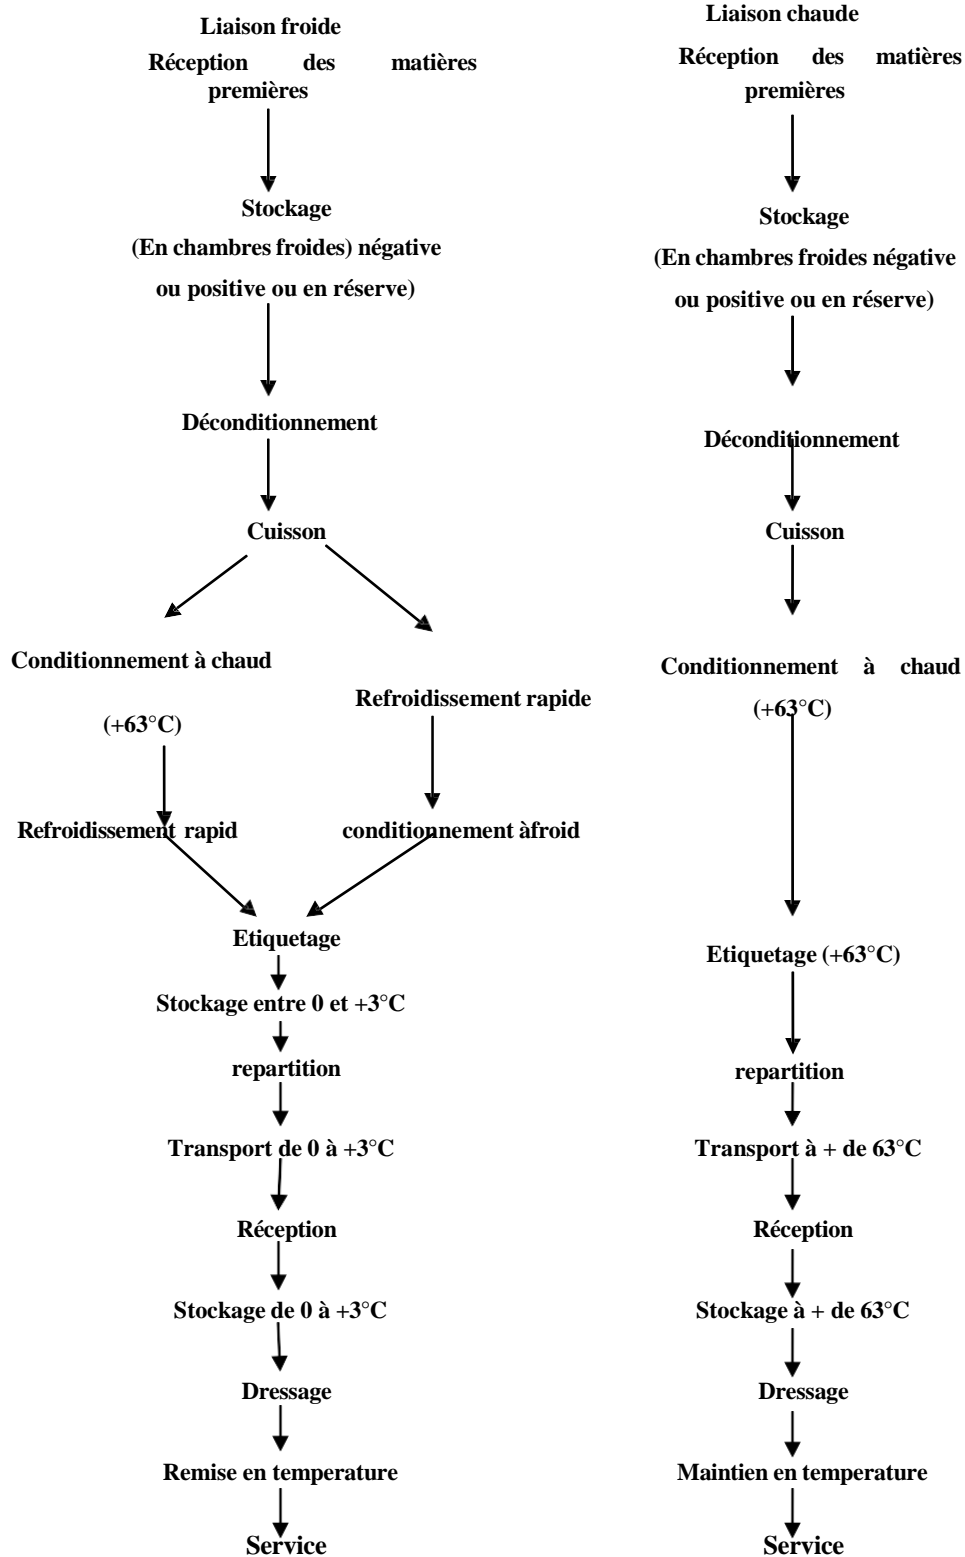 Liaison froide
Réception des matières
premières
Stockage
(En chambres froides) négative
ou positive ou en réserve)
Déconditionnement
Cuisson
Conditionnement à chaud
(+63°C)
Refroidissement rapid
Refroidissement rapide
conditionnement àfroid
Etiquetage
Stockage entre 0 et +3°C
repartition
Transport de 0 à +3°C
Réception
Stockage de 0 à +3°C
Dressage
Remise en temperature
Service
Liaison chaude
Réception des matières
premières
Stockage
(En chambres froides négative
ou positive ou en réserve)
Déconditionnement
Cuisson
Conditionnement à chaud
(+63°C)
Etiquetage (+63°C)
repartition
Transport à + de 63°C
Réception
Stockage à + de 63°C
Dressage
Maintien en temperature
Service